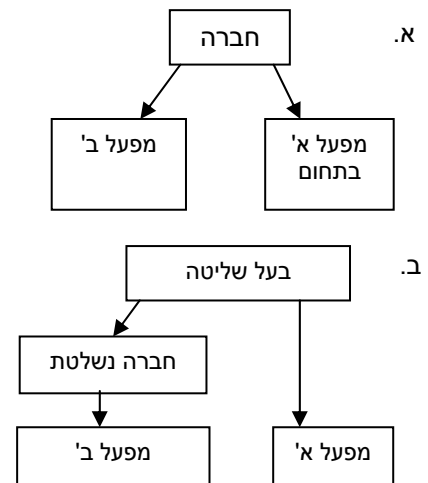 א.
חברה
מפעל א'
בתחום
מפעל ב'
ב.
בעל שליטה
חברה נשלטת
מפעל א'
מפעל ב'